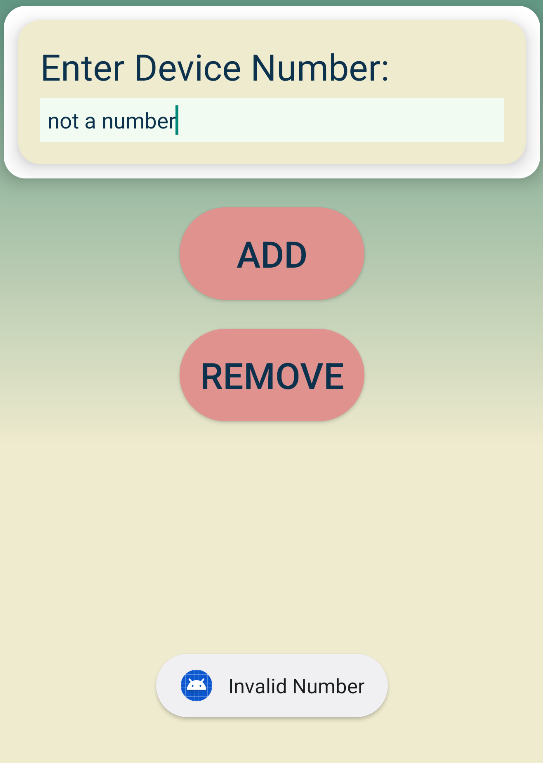 Enter Device Number:
not a number
ADD
REMOVE
Invalid Number